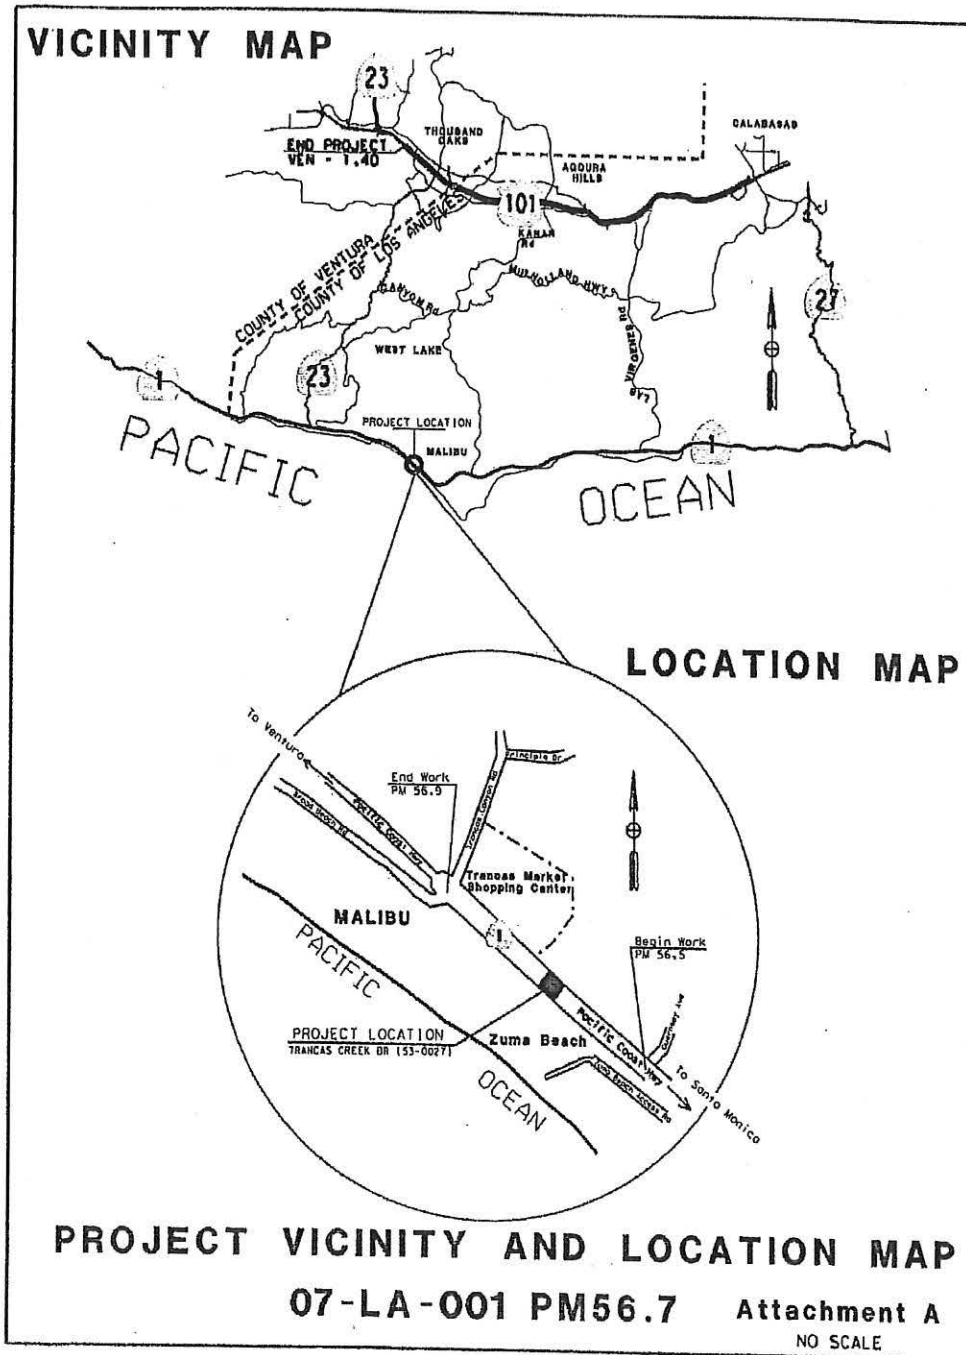 VICINITY MAP
23
THOUSAND
OAKS
CALABASAS
END PROJECT
VEN - 1.40
AGOURA
HILLS
101
KANAN
Rd
COUNTY OF VENTURA
COUNTY OF LOS ANGELES
CANYON Rd
MULHOLLAND HWY
27
LAS VIRGENES Rd
WEST LAKE
1
23
PROJECT LOCATION
MALIBU
1
PACIFIC
OCEAN
LOCATION MAP
To Ventura
End Work
PM 56.9
Principle Dr
Trancas Canyon Rd
Pacific Coast Hwy
Broad Beach Rd
Trancas Market
Shopping Center
MALIBU
1
Begin Work
PM 56.5
PACIFIC
PROJECT LOCATION
TRANCAS CREEK BR (53-0027)
Zuma Beach
Pacific Coast Hwy
Guernsey Ave
To Santa Monica
Zuma Beach Access Rd
OCEAN
PROJECT VICINITY AND LOCATION MAP
07-LA-001 PM56.7 Attachment A
NO SCALE